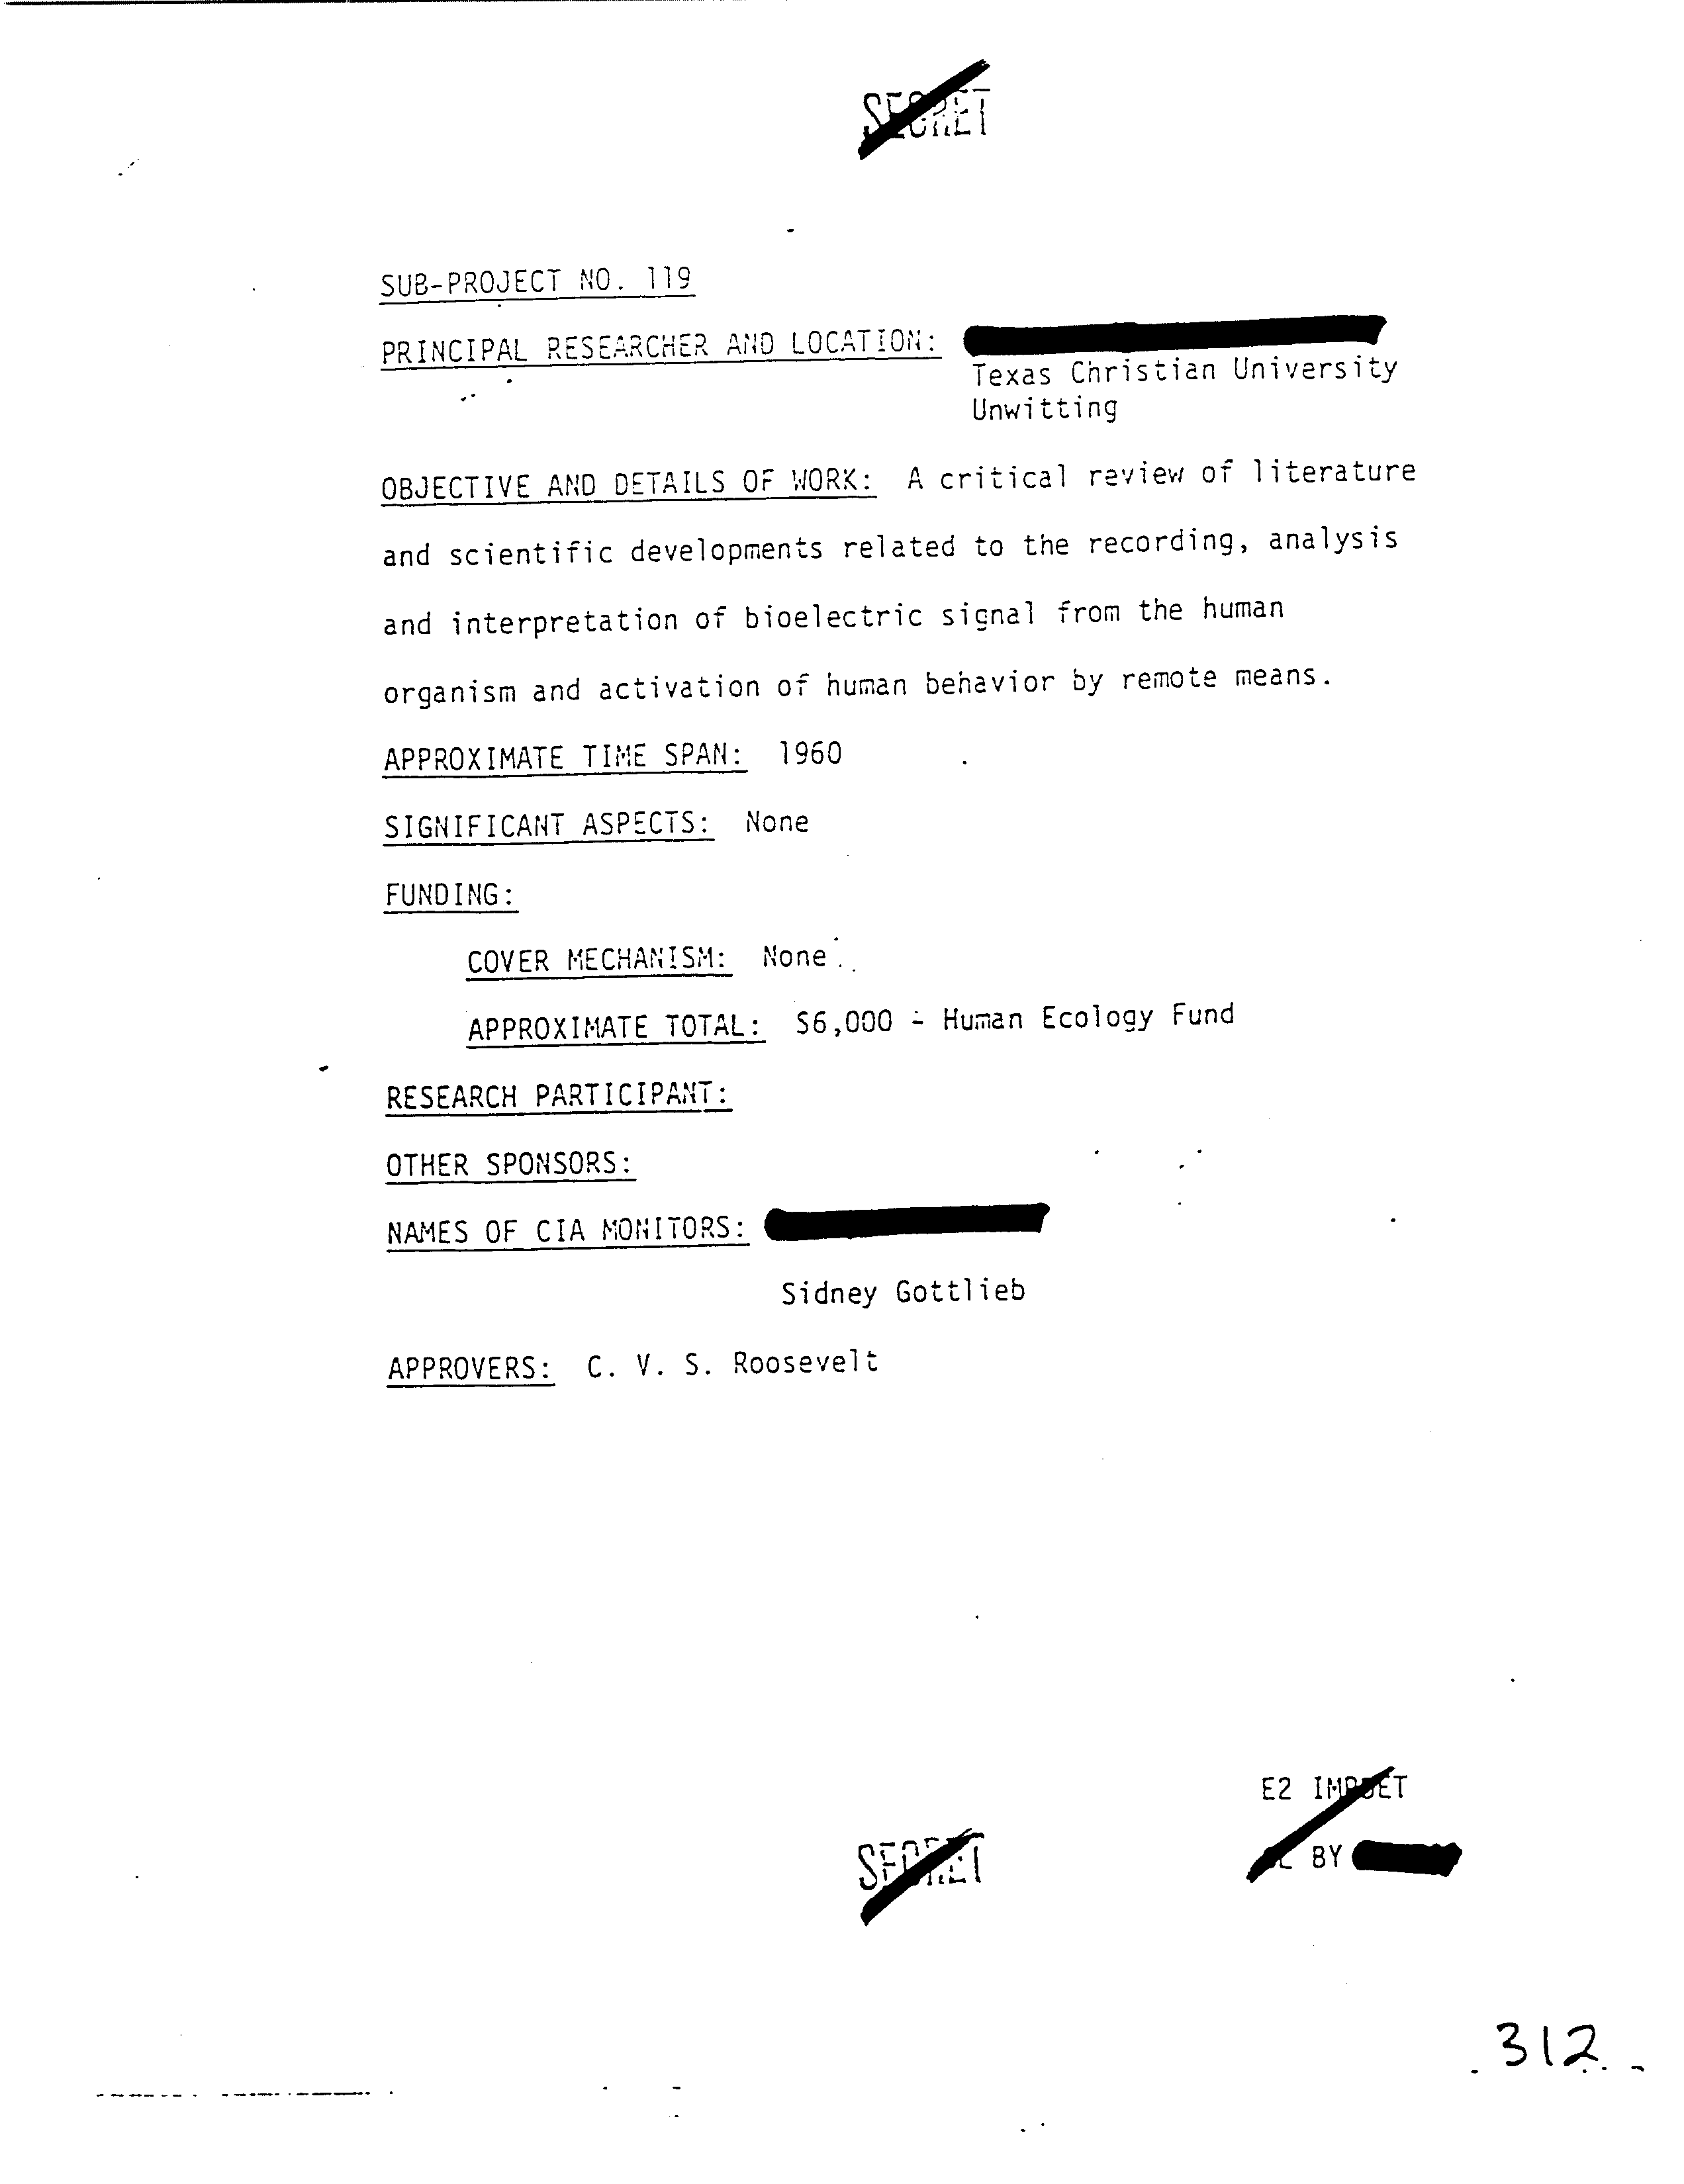 SECRET
SUB-PROJECT NO. 119
PRINCIPAL RESEARCHER AND LOCATION:
Texas Christian University
Unwitting
OBJECTIVE AND DETAILS OF WORK: A critical review of literature
and scientific developments related to the recording, analysis
and interpretation of bioelectric signal from the human
organism and activation of human behavior by remote means.
APPROXIMATE TIME SPAN: 1960
SIGNIFICANT ASPECTS: None
FUNDING:
COVER MECHANISM: None
APPROXIMATE TOTAL: $6,000 - Human Ecology Fund
RESEARCH PARTICIPANT:
OTHER SPONSORS:
NAMES OF CIA MONITORS:
Sidney Gottlieb
APPROVERS: C. V. S. Roosevelt
E2 IMPDET
BY
SECRET
312